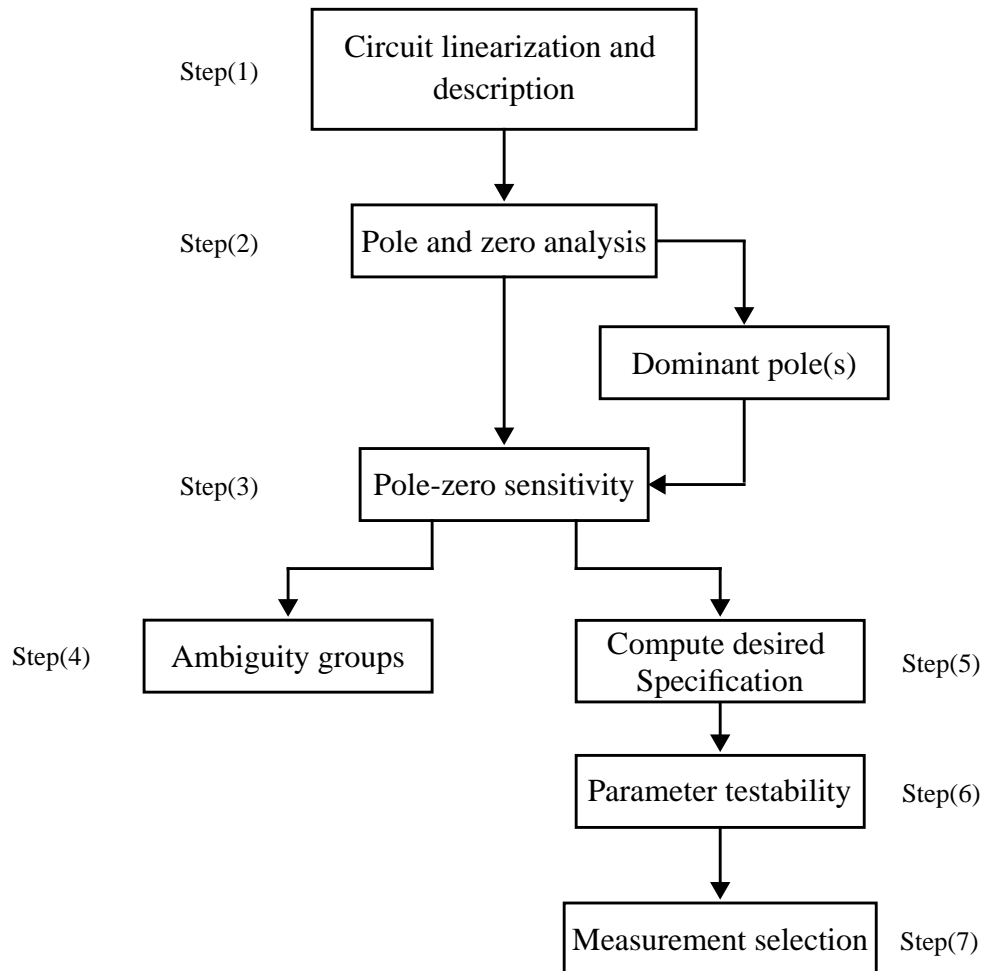 Circuit linearization and
description
Step(1)
Step(2)
Pole and zero analysis
Dominant pole(s)
Step(3)
Pole-zero sensitivity
Step(4)
Ambiguity groups
Compute desired
Specification
Step(5)
Parameter testability
Step(6)
Measurement selection
Step(7)